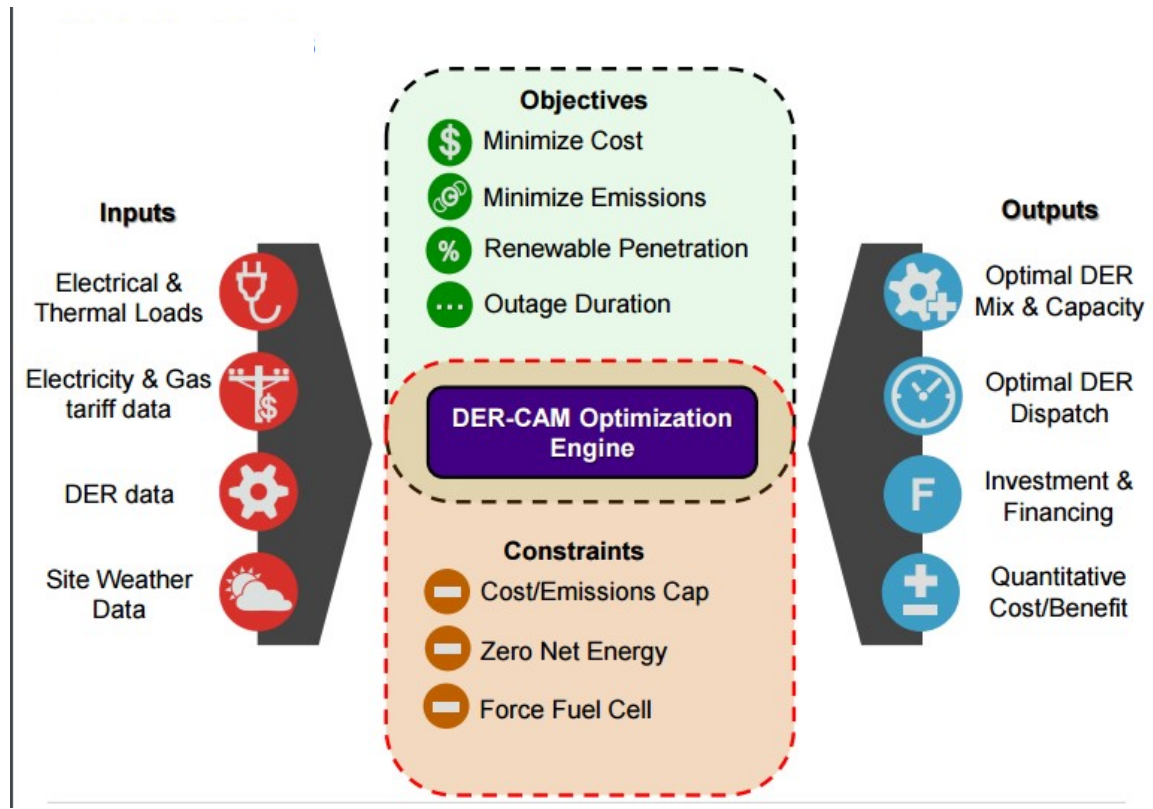 Objectives
$ Minimize Cost
C Minimize Emissions
% Renewable Penetration
... Outage Duration
Inputs
Electrical &
Thermal Loads
Electricity & Gas
tariff data
$
DER data
Site Weather
Data
DER-CAM Optimization
Engine
Constraints
Cost/Emissions Cap
Zero Net Energy
Force Fuel Cell
Outputs
Optimal DER
Mix & Capacity
Optimal DER
Dispatch
F
Investment &
Financing
Quantitative
Cost/Benefit